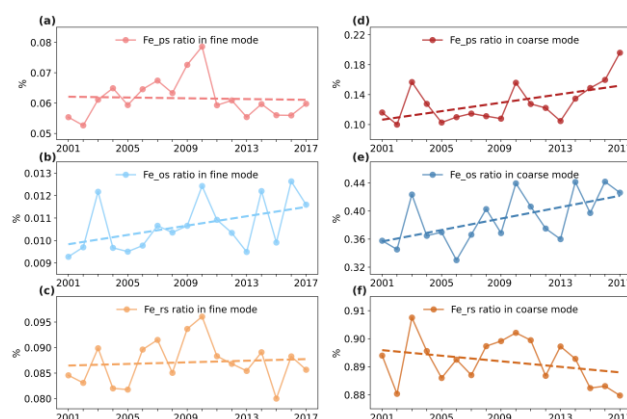 (a)
Fe_ps ratio in fine mode
0.08
0.07
0.06
0.05
%
2001 2005 2009 2013 2017
(d)
Fe_ps ratio in coarse mode
0.22
0.18
0.14
0.10
%
2001 2005 2009 2013 2017
(b)
Fe_os ratio in fine mode
0.013
0.011
0.010
0.009
%
2001 2005 2009 2013 2017
(e)
Fe_os ratio in coarse mode
0.44
0.40
0.36
0.32
%
2001 2005 2009 2013 2017
(c)
Fe_rs ratio in fine mode
0.095
0.090
0.085
0.080
%
2001 2005 2009 2013 2017
(f)
Fe_rs ratio in coarse mode
0.91
0.90
0.89
0.88
%
2001 2005 2009 2013 2017